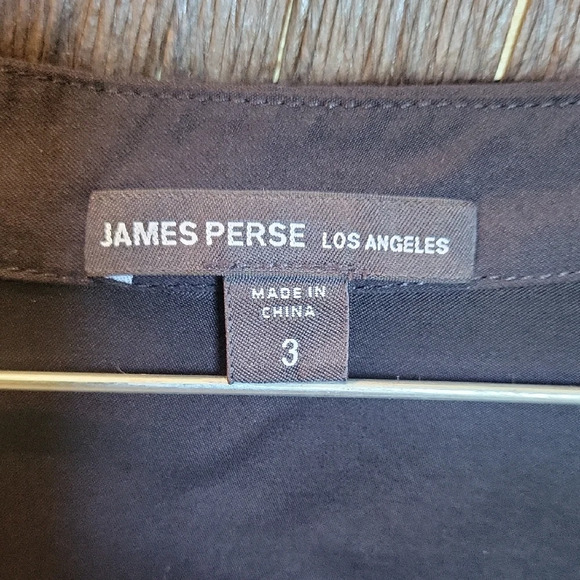 JAMES PERSE LOS ANGELES
MADE IN
CHINA
3